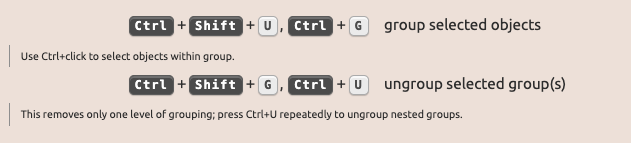 Ctrl + Shift + U, Ctrl + G group selected objects
Use Ctrl+click to select objects within group.
Ctrl + Shift + G, Ctrl + U ungroup selected group(s)
This removes only one level of grouping; press Ctrl+U repeatedly to ungroup nested groups.